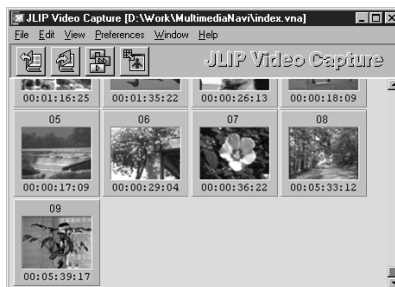 JLIP Video Capture [D:\Work\MultimediaNavi\index.vna]
File Edit View Preferences Window Help
JLIP Video Capture
00:01:16:25 00:01:35:22 00:00:26:13 00:00:18:09
05 06 07 08
00:00:17:09 00:00:29:04 00:00:36:22 00:05:33:12
09
00:05:39:17